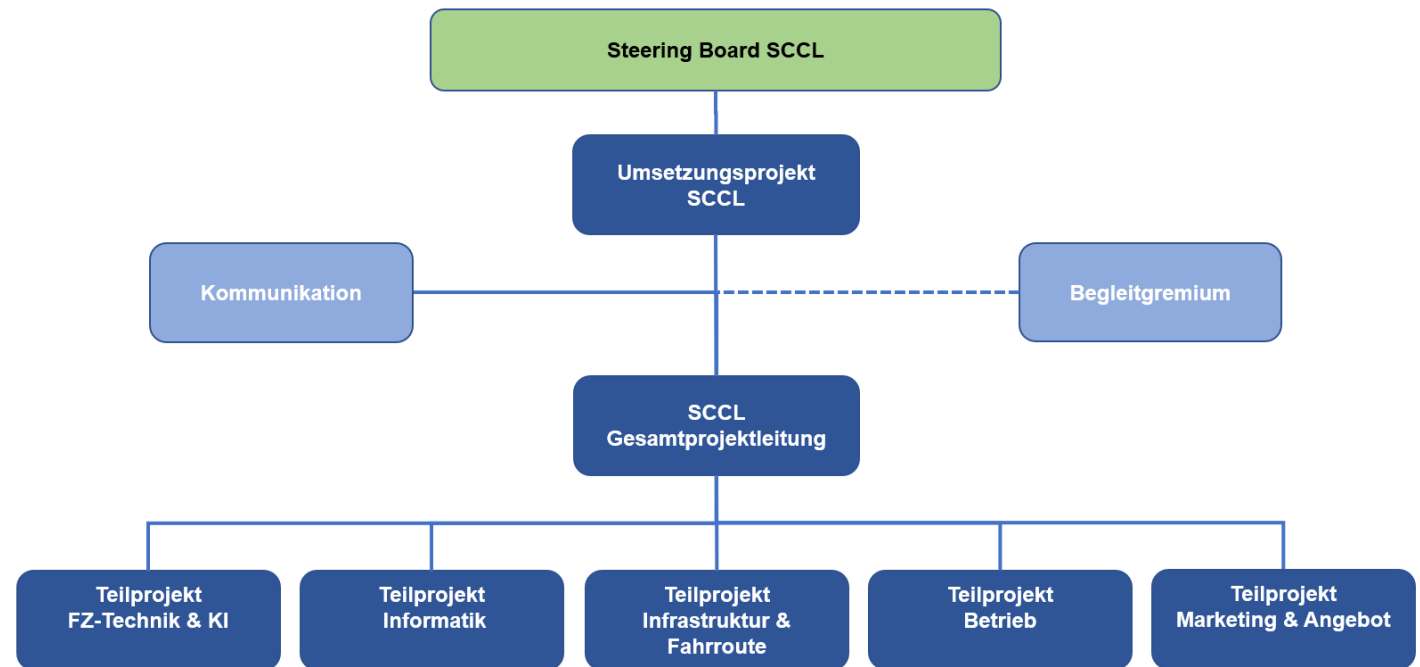 Steering Board SCCL
Umsetzungsprojekt
SCCL
Kommunikation
Begleitgremium
SCCL
Gesamtprojektleitung
Teilprojekt
FZ-Technik & KI
Teilprojekt
Informatik
Teilprojekt
Infrastruktur &
Fahrroute
Teilprojekt
Betrieb
Teilprojekt
Marketing & Angebot